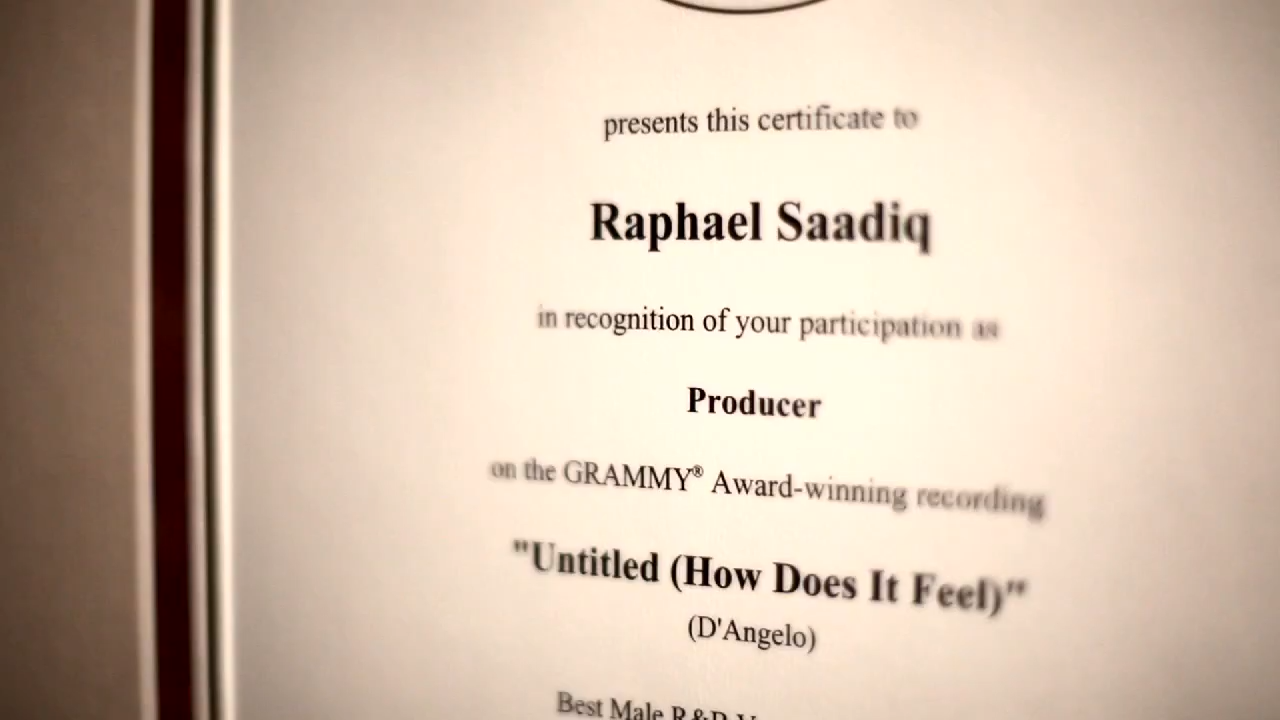 presents this certificate to
Raphael Saadiq
in recognition of your participation as
Producer
on the GRAMMY® Award-winning recording
"Untitled (How Does It Feel)"
(D'Angelo)
Best Male R&B